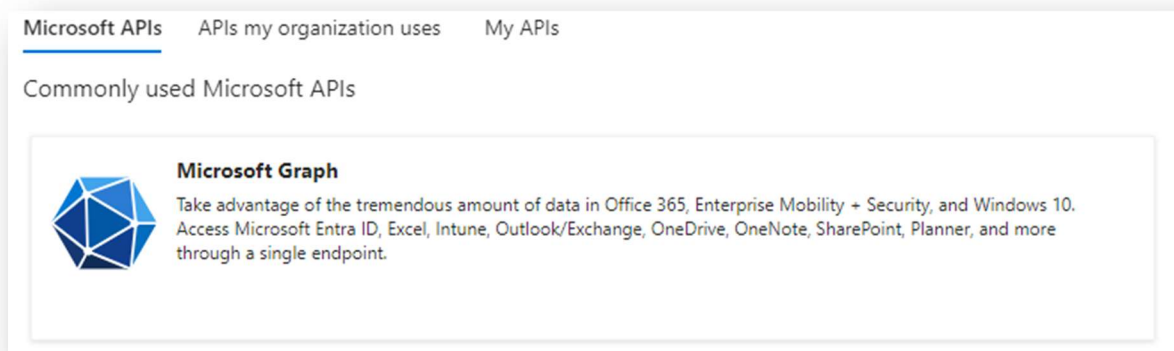 Microsoft APIs APIs my organization uses My APIs
Commonly used Microsoft APIs
Microsoft Graph
Take advantage of the tremendous amount of data in Office 365, Enterprise Mobility + Security, and Windows 10.
Access Microsoft Entra ID, Excel, Intune, Outlook/Exchange, OneDrive, OneNote, SharePoint, Planner, and more
through a single endpoint.